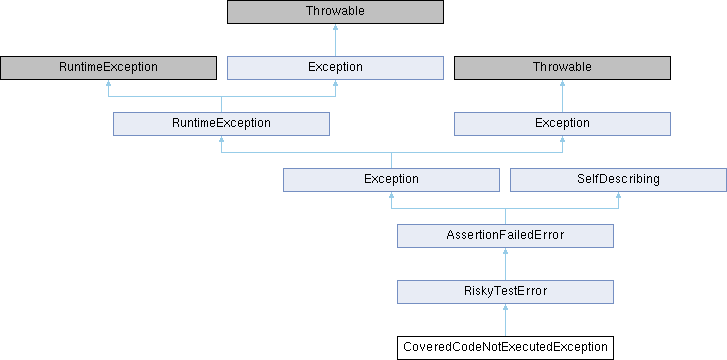 Throwable
RuntimeException
Exception
Throwable
RuntimeException
Exception
Exception
SelfDescribing
AssertionFailedError
RiskyTestError
CoveredCodeNotExecutedException